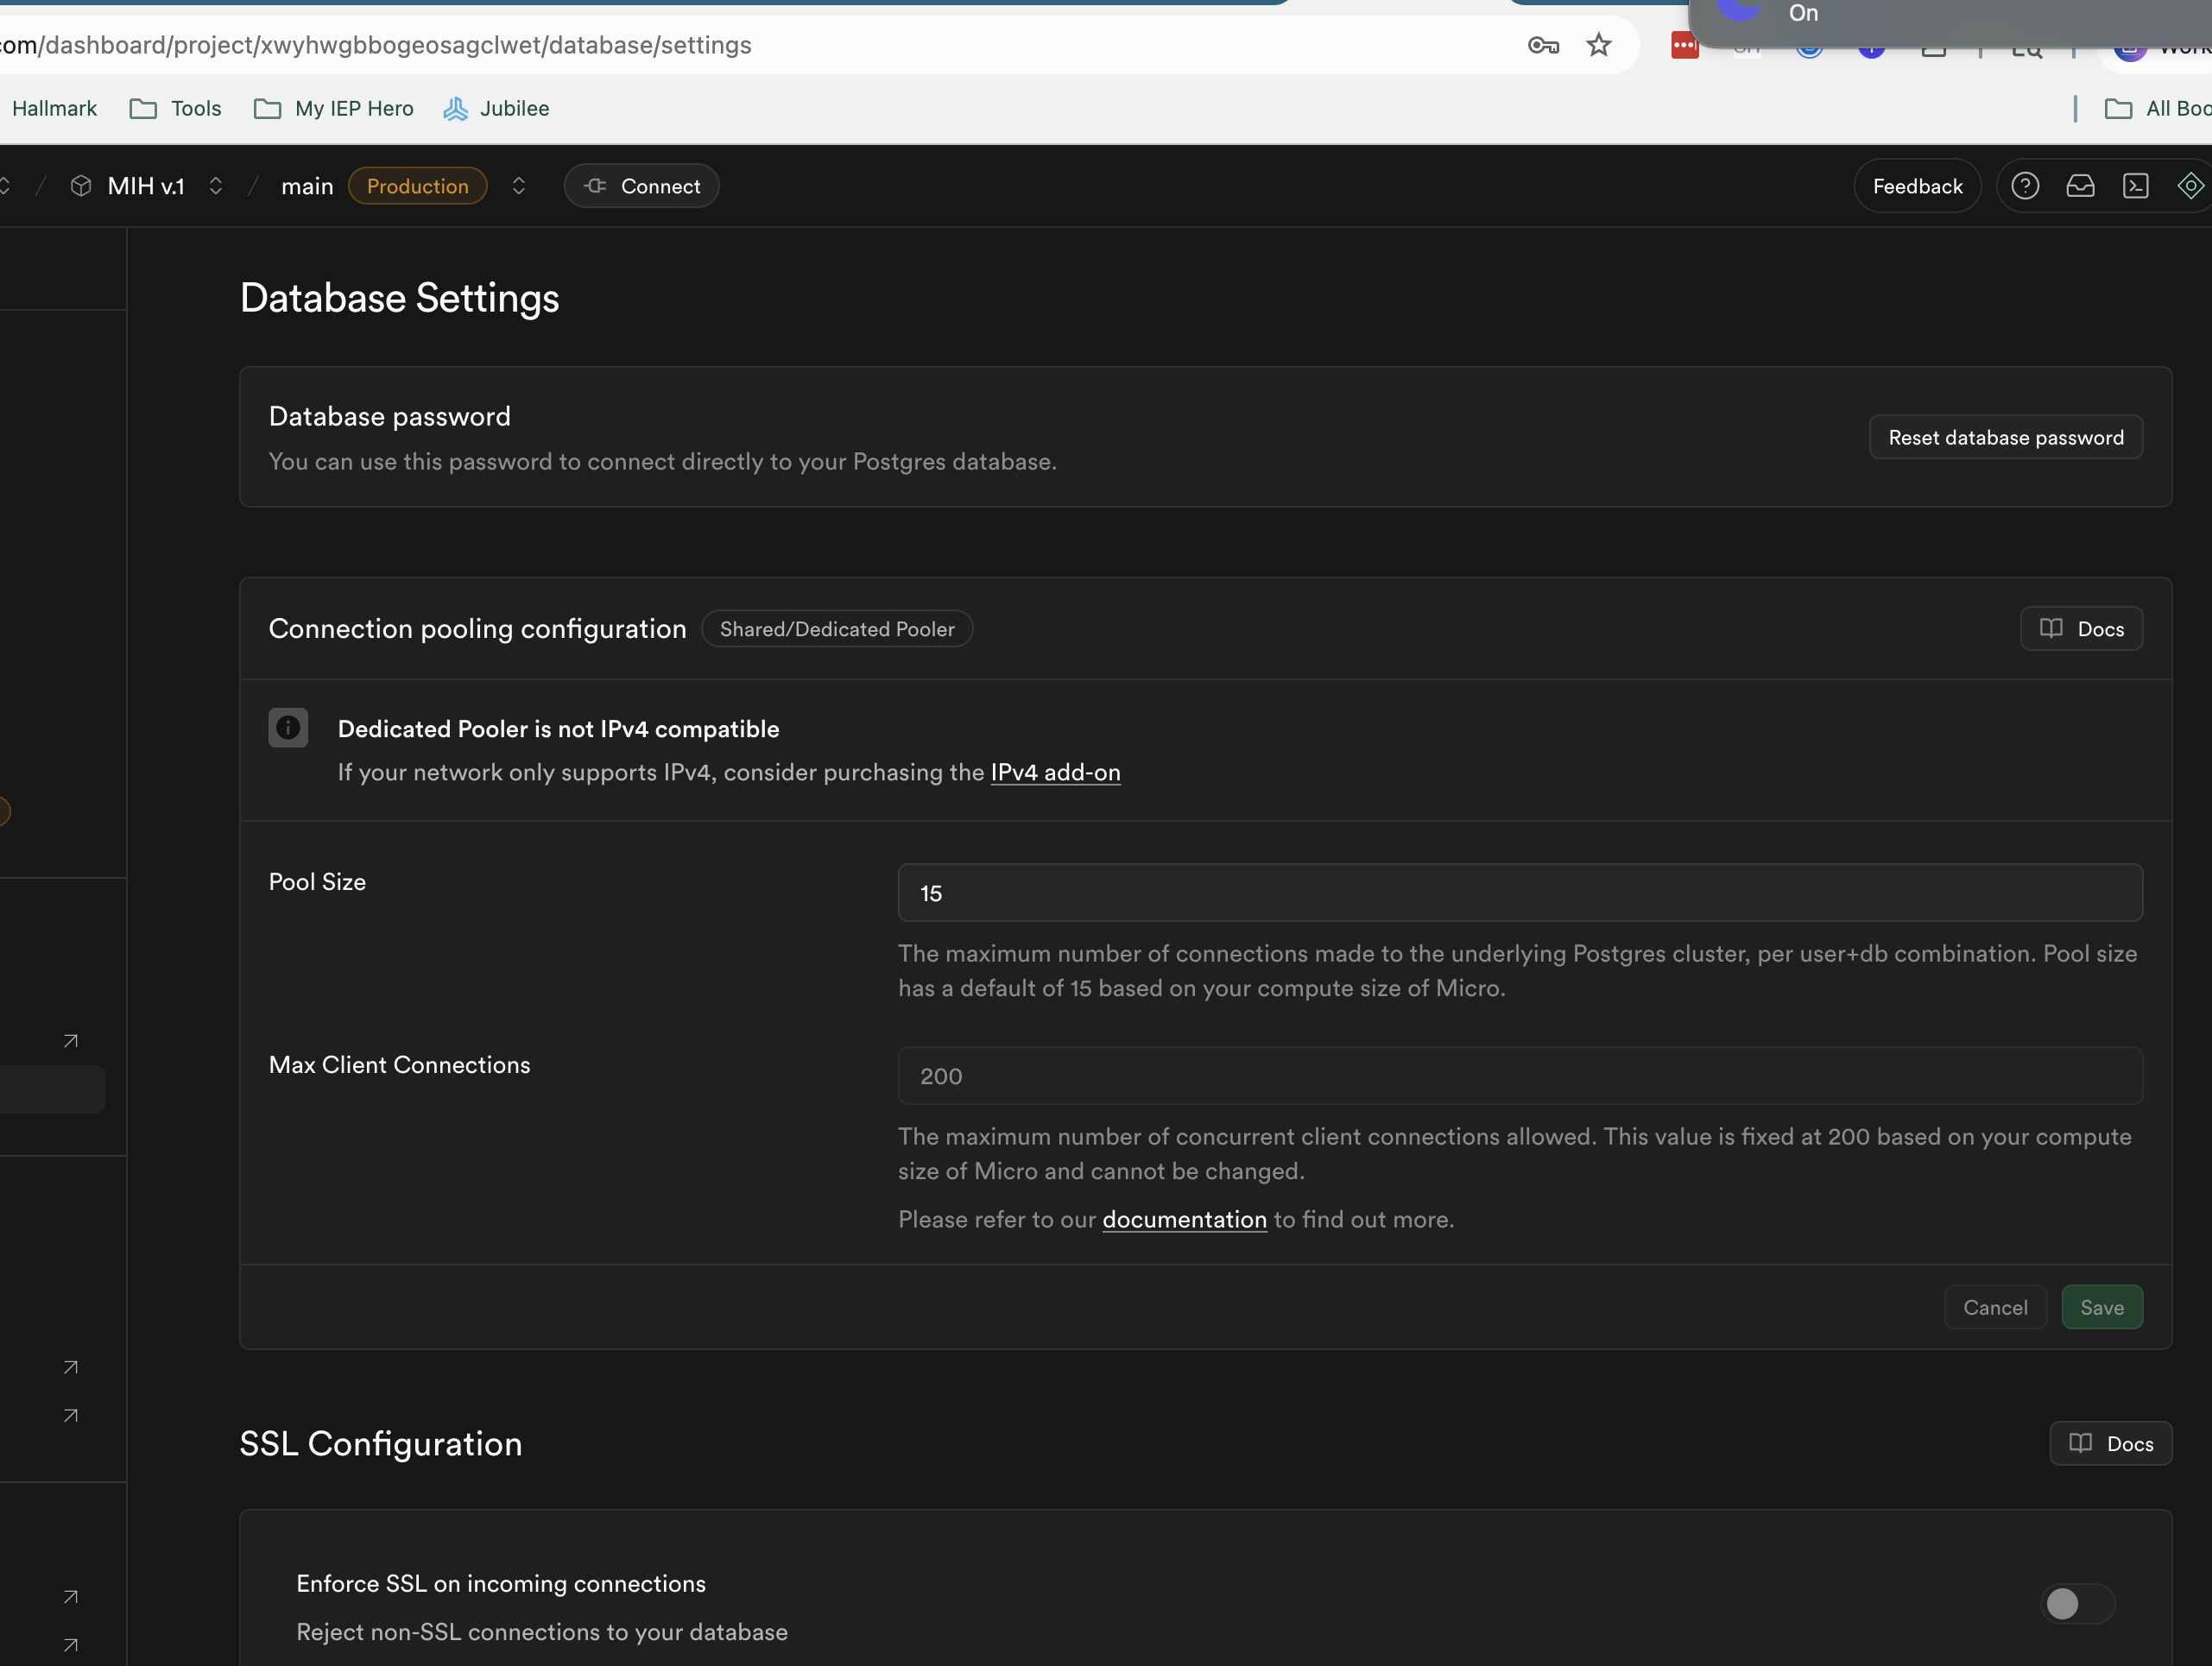 On
com/dashboard/project/xwyhwgbbogeosagclwet/database/settings
Hallmark Tools My IEP Hero Jubilee
MIH v.1 / main Production Connect Feedback
Database Settings
Database password
You can use this password to connect directly to your Postgres database.
Reset database password
Connection pooling configuration Shared/Dedicated Pooler Docs
Dedicated Pooler is not IPv4 compatible
If your network only supports IPv4, consider purchasing the IPv4 add-on
Pool Size
15
The maximum number of connections made to the underlying Postgres cluster, per user+db combination. Pool size
has a default of 15 based on your compute size of Micro.
Max Client Connections
200
The maximum number of concurrent client connections allowed. This value is fixed at 200 based on your compute
size of Micro and cannot be changed.
Please refer to our documentation to find out more.
Cancel Save
SSL Configuration Docs
Enforce SSL on incoming connections
Reject non-SSL connections to your database